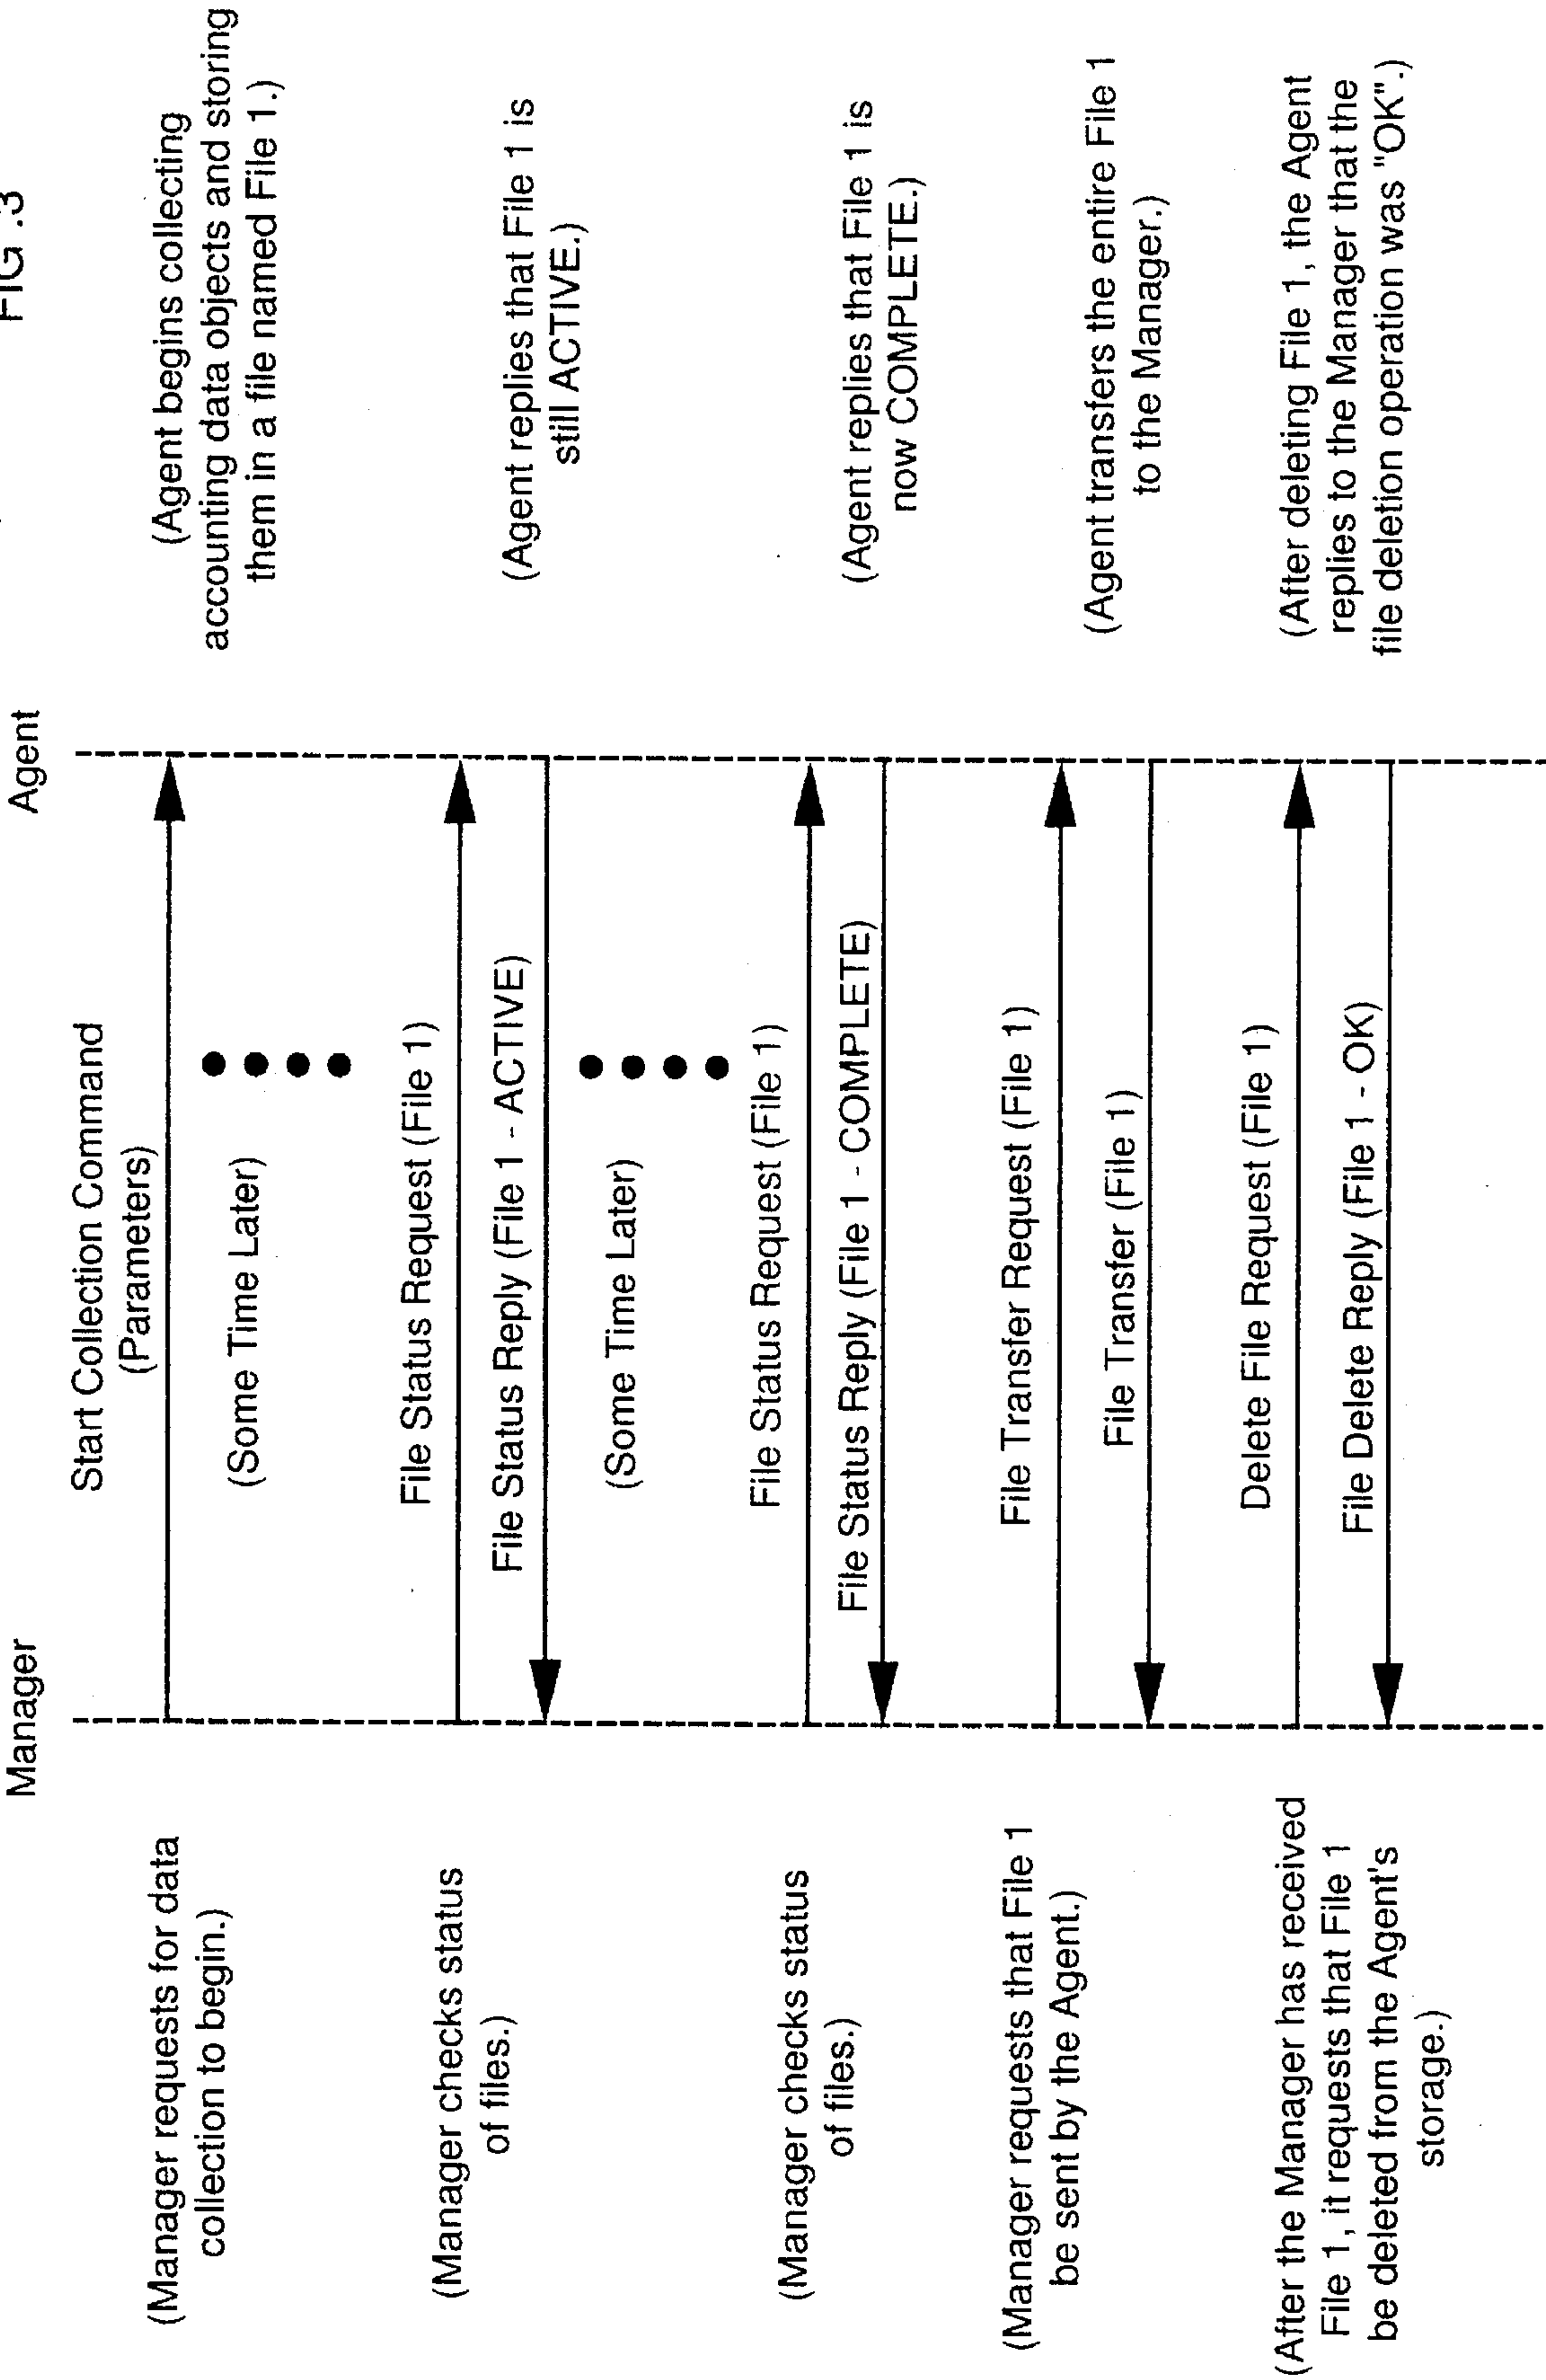 FIG .3
Manager
Agent
Start Collection Command
(Parameters)
(Manager requests for data
collection to begin.)
(Agent begins collecting
accounting data objects and storing
them in a file named File 1.)
(Some Time Later)
File Status Request (File 1)
(Manager checks status
of files.)
File Status Reply (File 1 - ACTIVE)
(Agent replies that File 1 is
still ACTIVE.)
(Some Time Later)
File Status Request (File 1)
(Manager checks status
of files.)
File Status Reply (File 1 - COMPLETE)
(Agent replies that File 1 is
now COMPLETE.)
File Transfer Request (File 1)
(Manager requests that File 1
be sent by the Agent.)
File Transfer (File 1)
(Agent transfers the entire File 1
to the Manager.)
Delete File Request (File 1)
(After the Manager has received
File 1, it requests that File 1
be deleted from the Agent's
storage.)
File Delete Reply (File 1 - OK)
(After deleting File 1, the Agent
replies to the Manager that the
file deletion operation was "OK".)